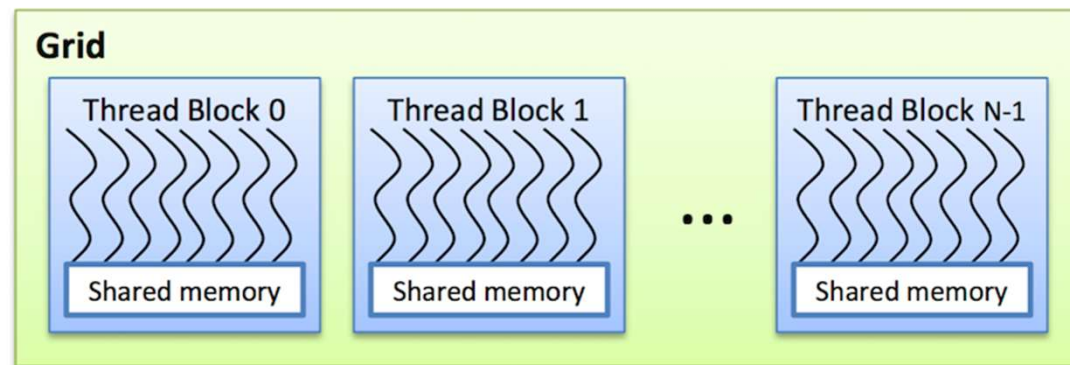 Grid
Thread Block 0
Thread Block 1
Thread Block N-1
...
Shared memory
Shared memory
Shared memory